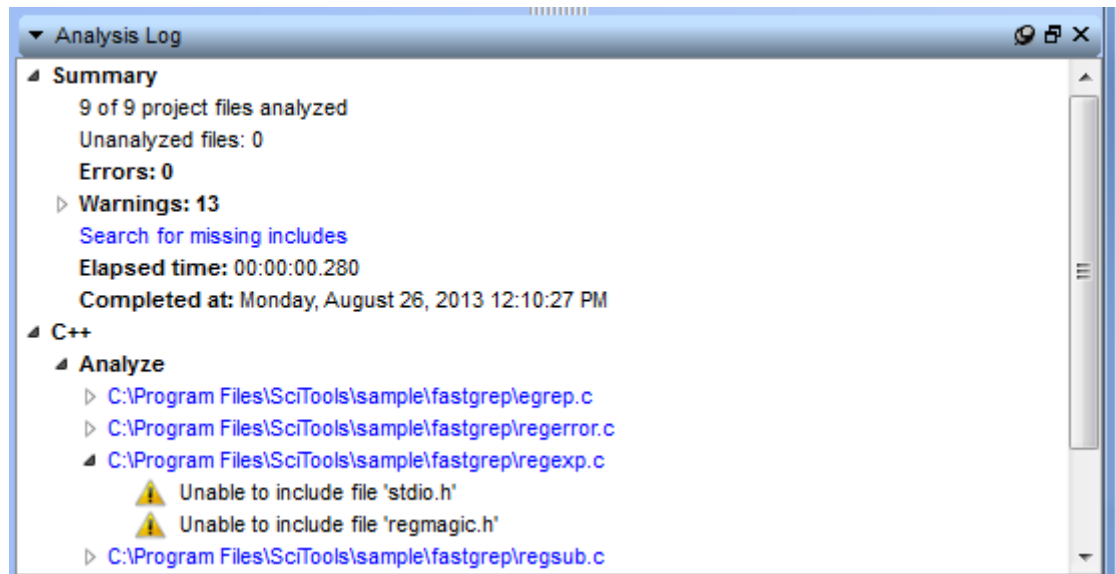 Analysis Log
Summary
9 of 9 project files analyzed
Unanalyzed files: 0
Errors: 0
Warnings: 13
Search for missing includes
Elapsed time: 00:00:00.280
Completed at: Monday, August 26, 2013 12:10:27 PM
C++
Analyze
C:\Program Files\SciTools\sample\fastgrep\egrep.c
C:\Program Files\SciTools\sample\fastgrep\regerror.c
C:\Program Files\SciTools\sample\fastgrep\regexp.c
Unable to include file 'stdio.h'
Unable to include file 'regmagic.h'
C:\Program Files\SciTools\sample\fastgrep\regsub.c